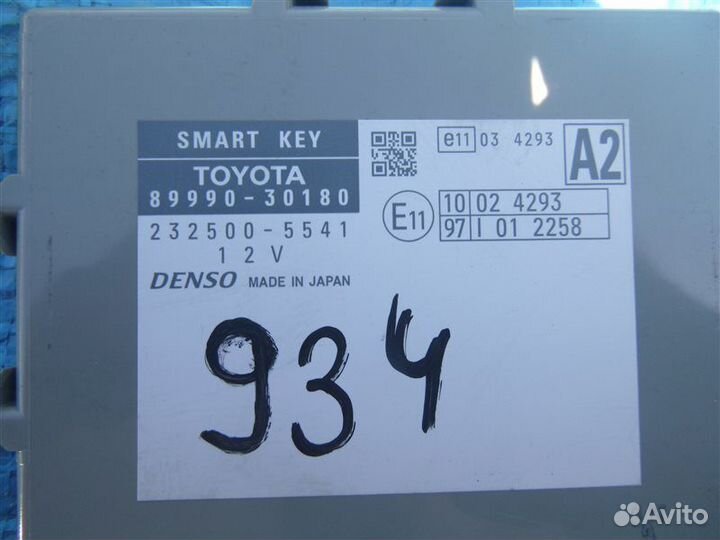 SMART KEY
TOYOTA
89990-30180
232500-5541
12V
DENSO MADE IN JAPAN
e11 03 4293
A2
E11
10 02 4293
97 I 01 2258
934
Avito